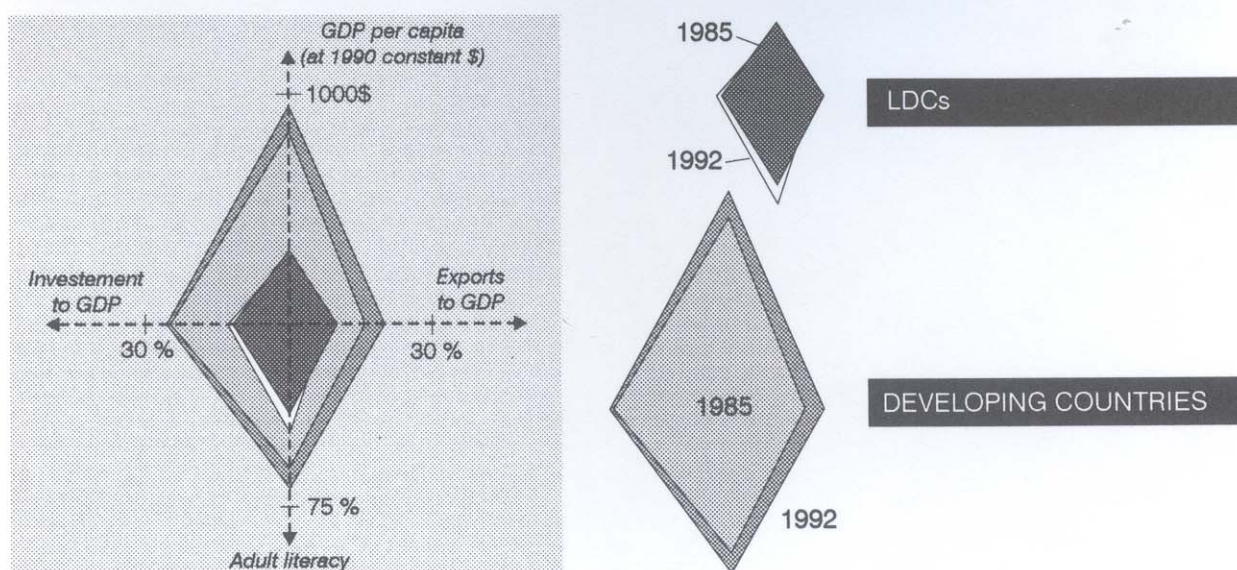 GDP per capita
(at 1990 constant $)
1000$
Investement
to GDP
Exports
to GDP
30 %
30 %
75 %
Adult literacy
1985
LDCs
1992
1985
DEVELOPING COUNTRIES
1992